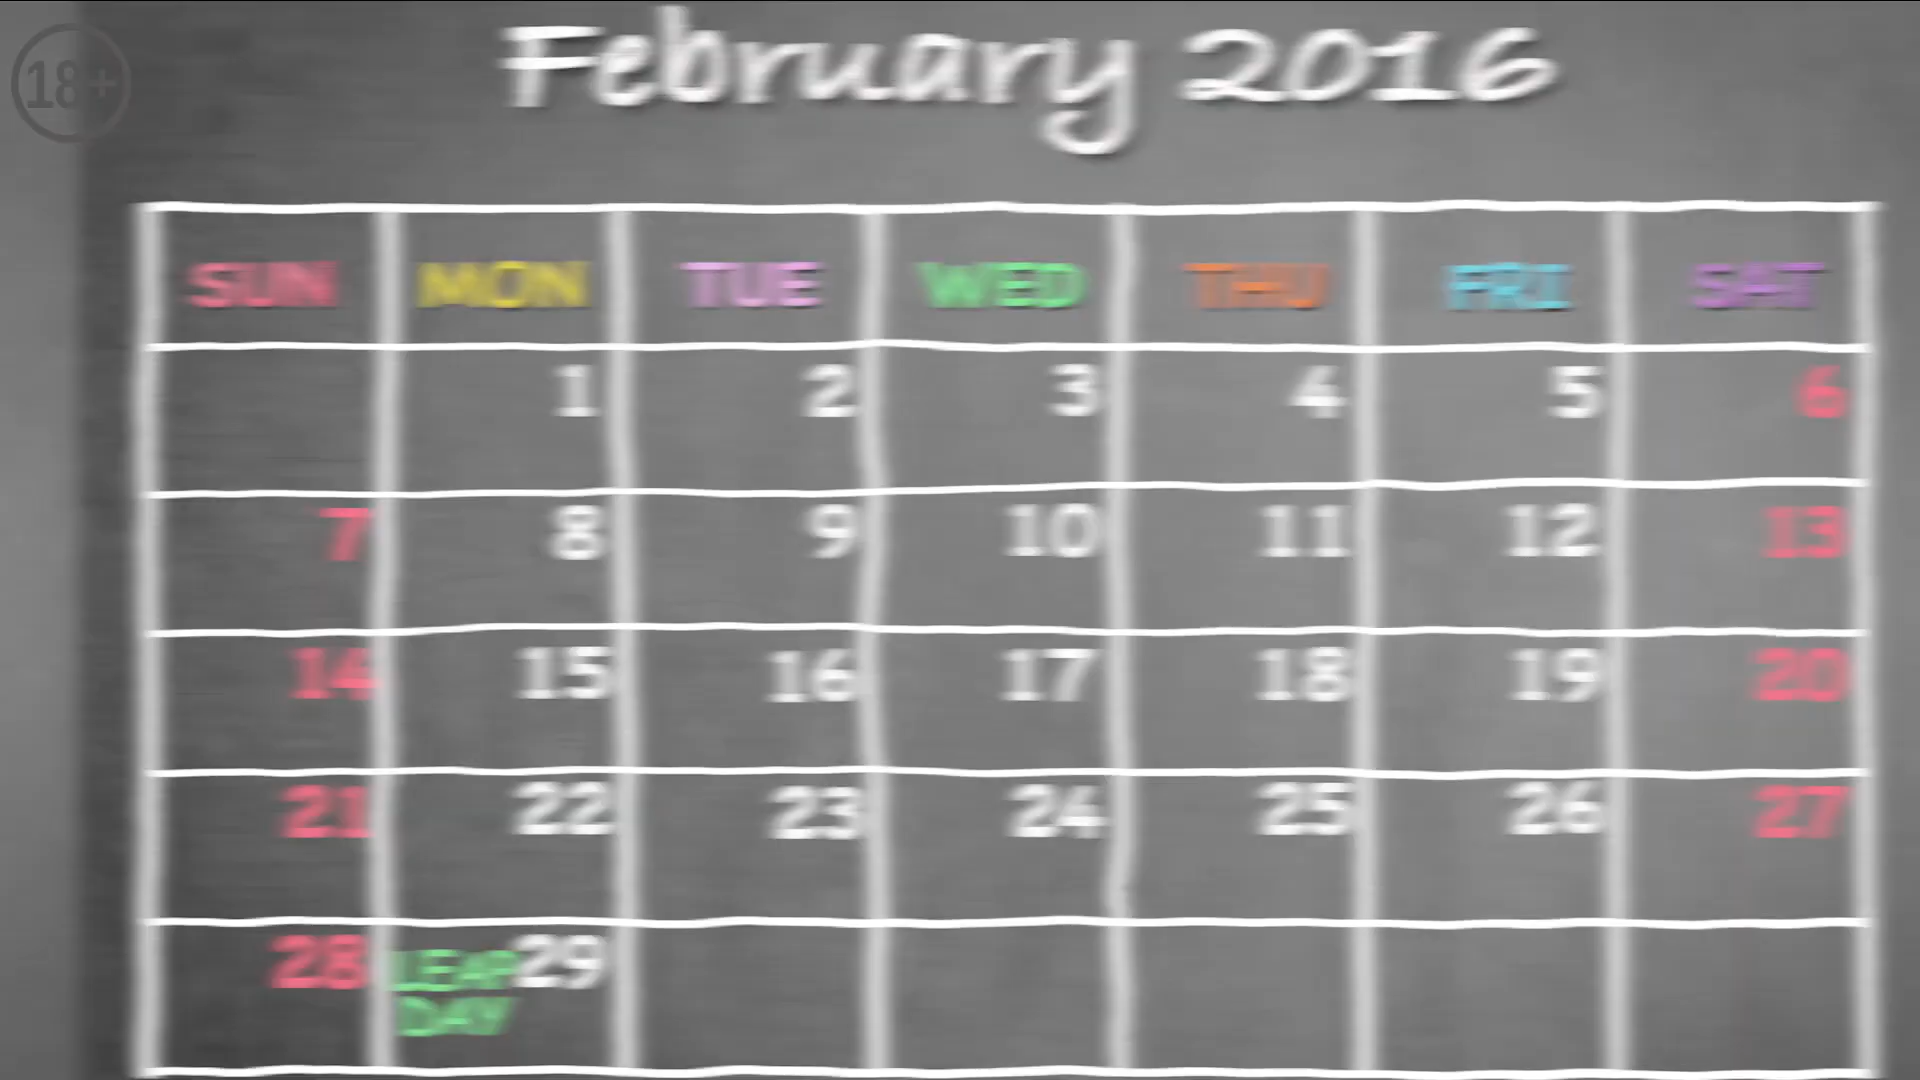 18+
February 2016
SUN MON TUE WED THU FRI SAT
1 2 3 4 5 6
7 8 9 10 11 12 13
14 15 16 17 18 19 20
21 22 23 24 25 26 27
28 LEAP DAY 29